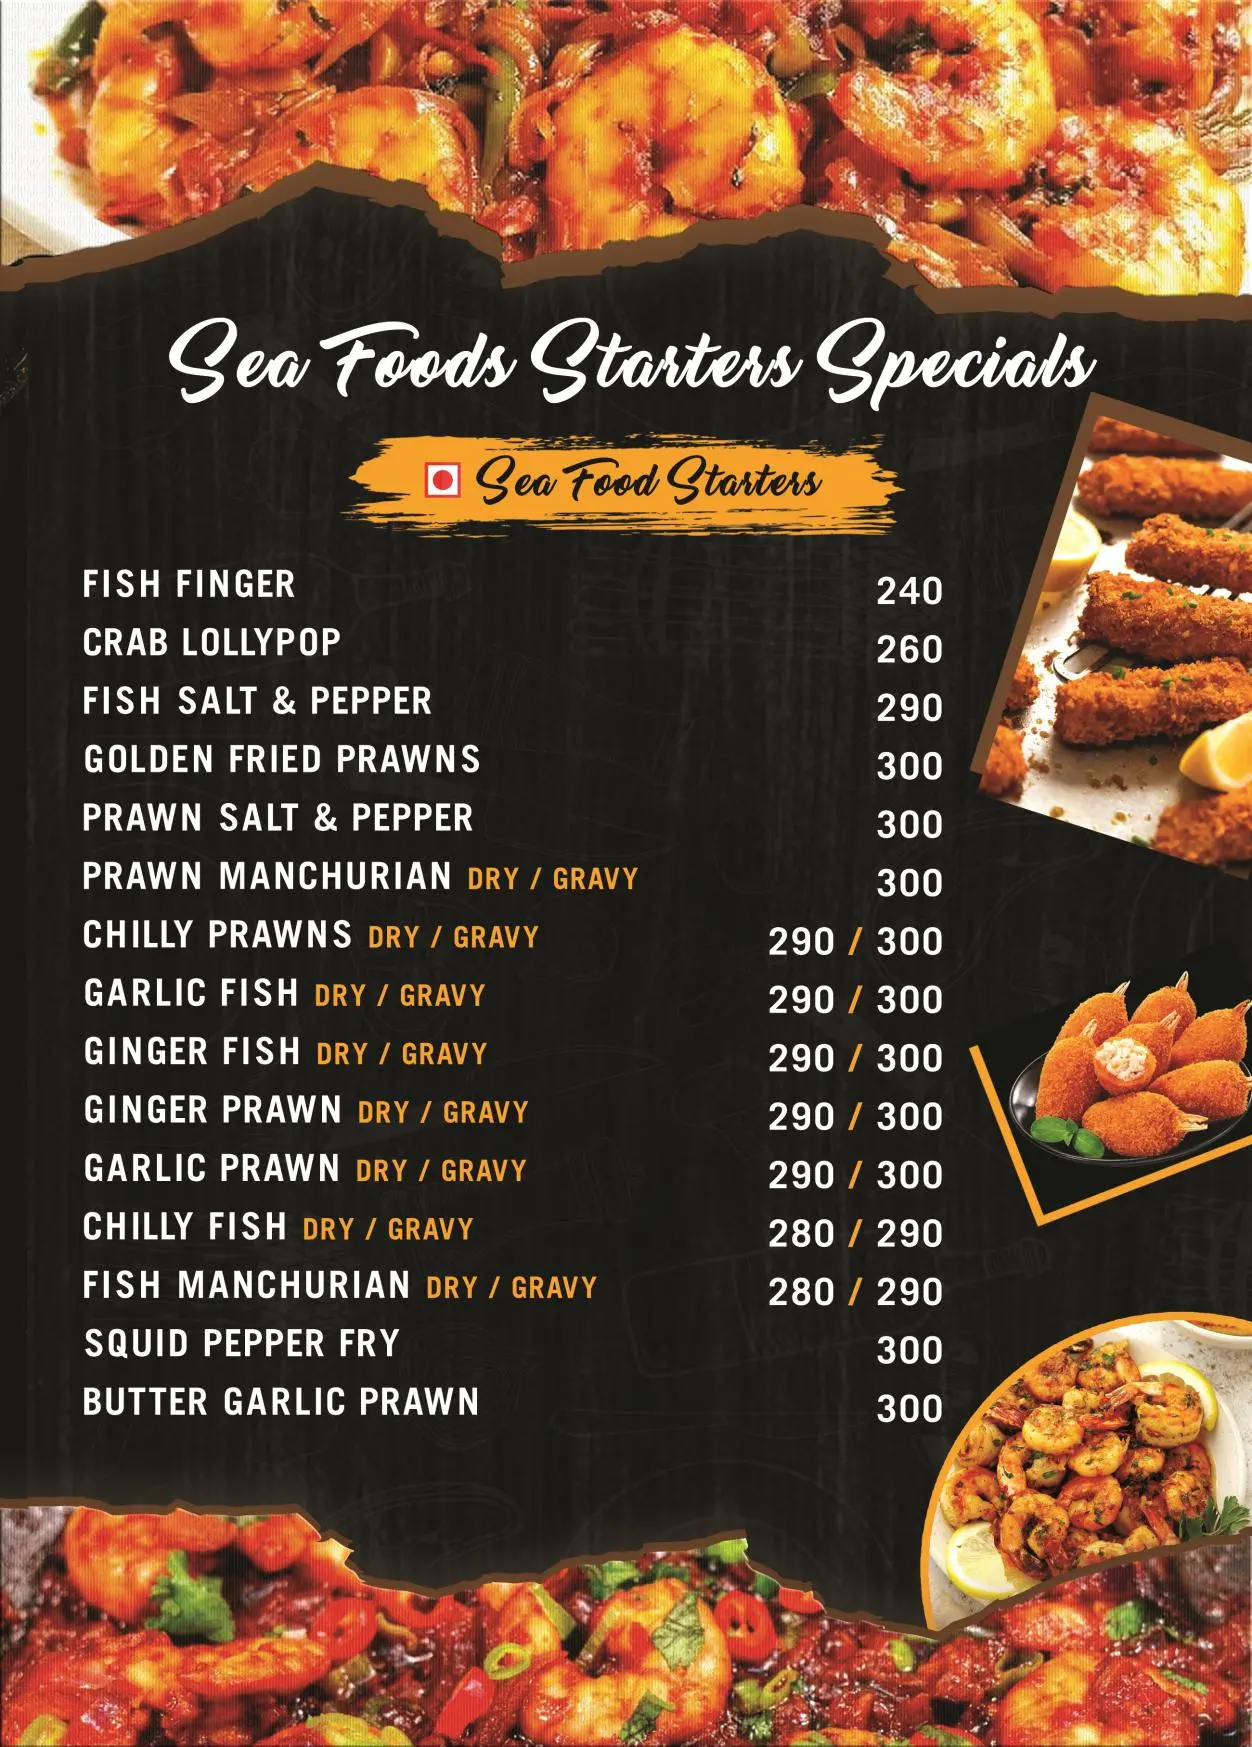 Sea Foods Starters Specials
Sea Food Starters
FISH FINGER 240
CRAB LOLLYPOP 260
FISH SALT & PEPPER 290
GOLDEN FRIED PRAWNS 300
PRAWN SALT & PEPPER 300
PRAWN MANCHURIAN DRY / GRAVY 300
CHILLY PRAWNS DRY / GRAVY 290 / 300
GARLIC FISH DRY / GRAVY 290 / 300
GINGER FISH DRY / GRAVY 290 / 300
GINGER PRAWN DRY / GRAVY 290 / 300
GARLIC PRAWN DRY / GRAVY 290 / 300
CHILLY FISH DRY / GRAVY 280 / 290
FISH MANCHURIAN DRY / GRAVY 280 / 290
SQUID PEPPER FRY 300
BUTTER GARLIC PRAWN 300